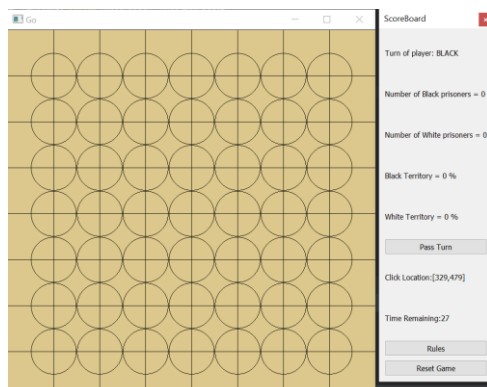 Go
ScoreBoard
Turn of player: BLACK
Number of Black prisoners = 0
Number of White prisoners = 0
Black Territory = 0 %
White Territory = 0 %
Pass Turn
Click Location:[329,479]
Time Remaining:27
Rules
Reset Game